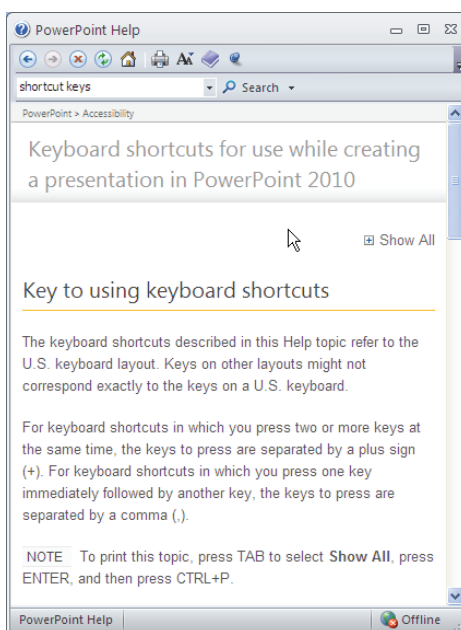 PowerPoint Help
shortcut keys
Search
PowerPoint > Accessibility
Keyboard shortcuts for use while creating
a presentation in PowerPoint 2010
Show All
Key to using keyboard shortcuts
The keyboard shortcuts described in this Help topic refer to the
U.S. keyboard layout. Keys on other layouts might not
correspond exactly to the keys on a U.S. keyboard.
For keyboard shortcuts in which you press two or more keys at
the same time, the keys to press are separated by a plus sign
(+). For keyboard shortcuts in which you press one key
immediately followed by another key, the keys to press are
separated by a comma (,).
NOTE To print this topic, press TAB to select Show All, press
ENTER, and then press CTRL+P.
PowerPoint Help Offline